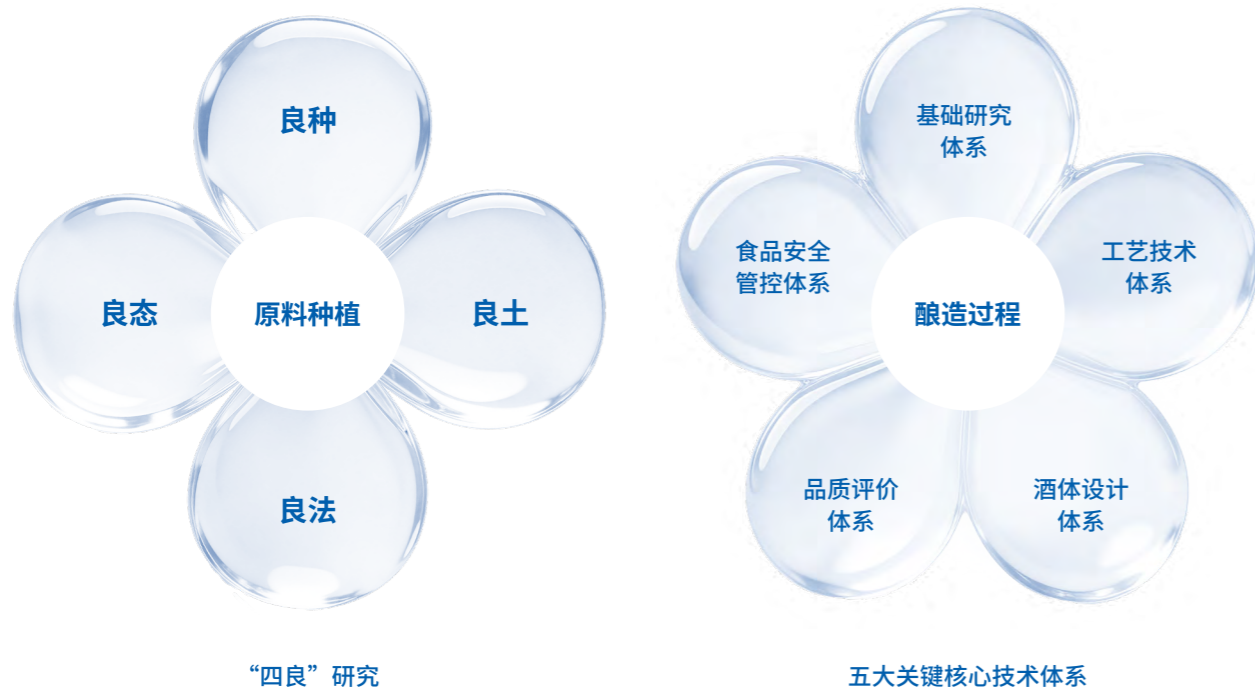 良种
良态
原料种植
良土
良法
“四良”研究
基础研究
体系
食品安全
管控体系
工艺技术
体系
酿造过程
品质评价
体系
酒体设计
体系
五大关键核心技术体系